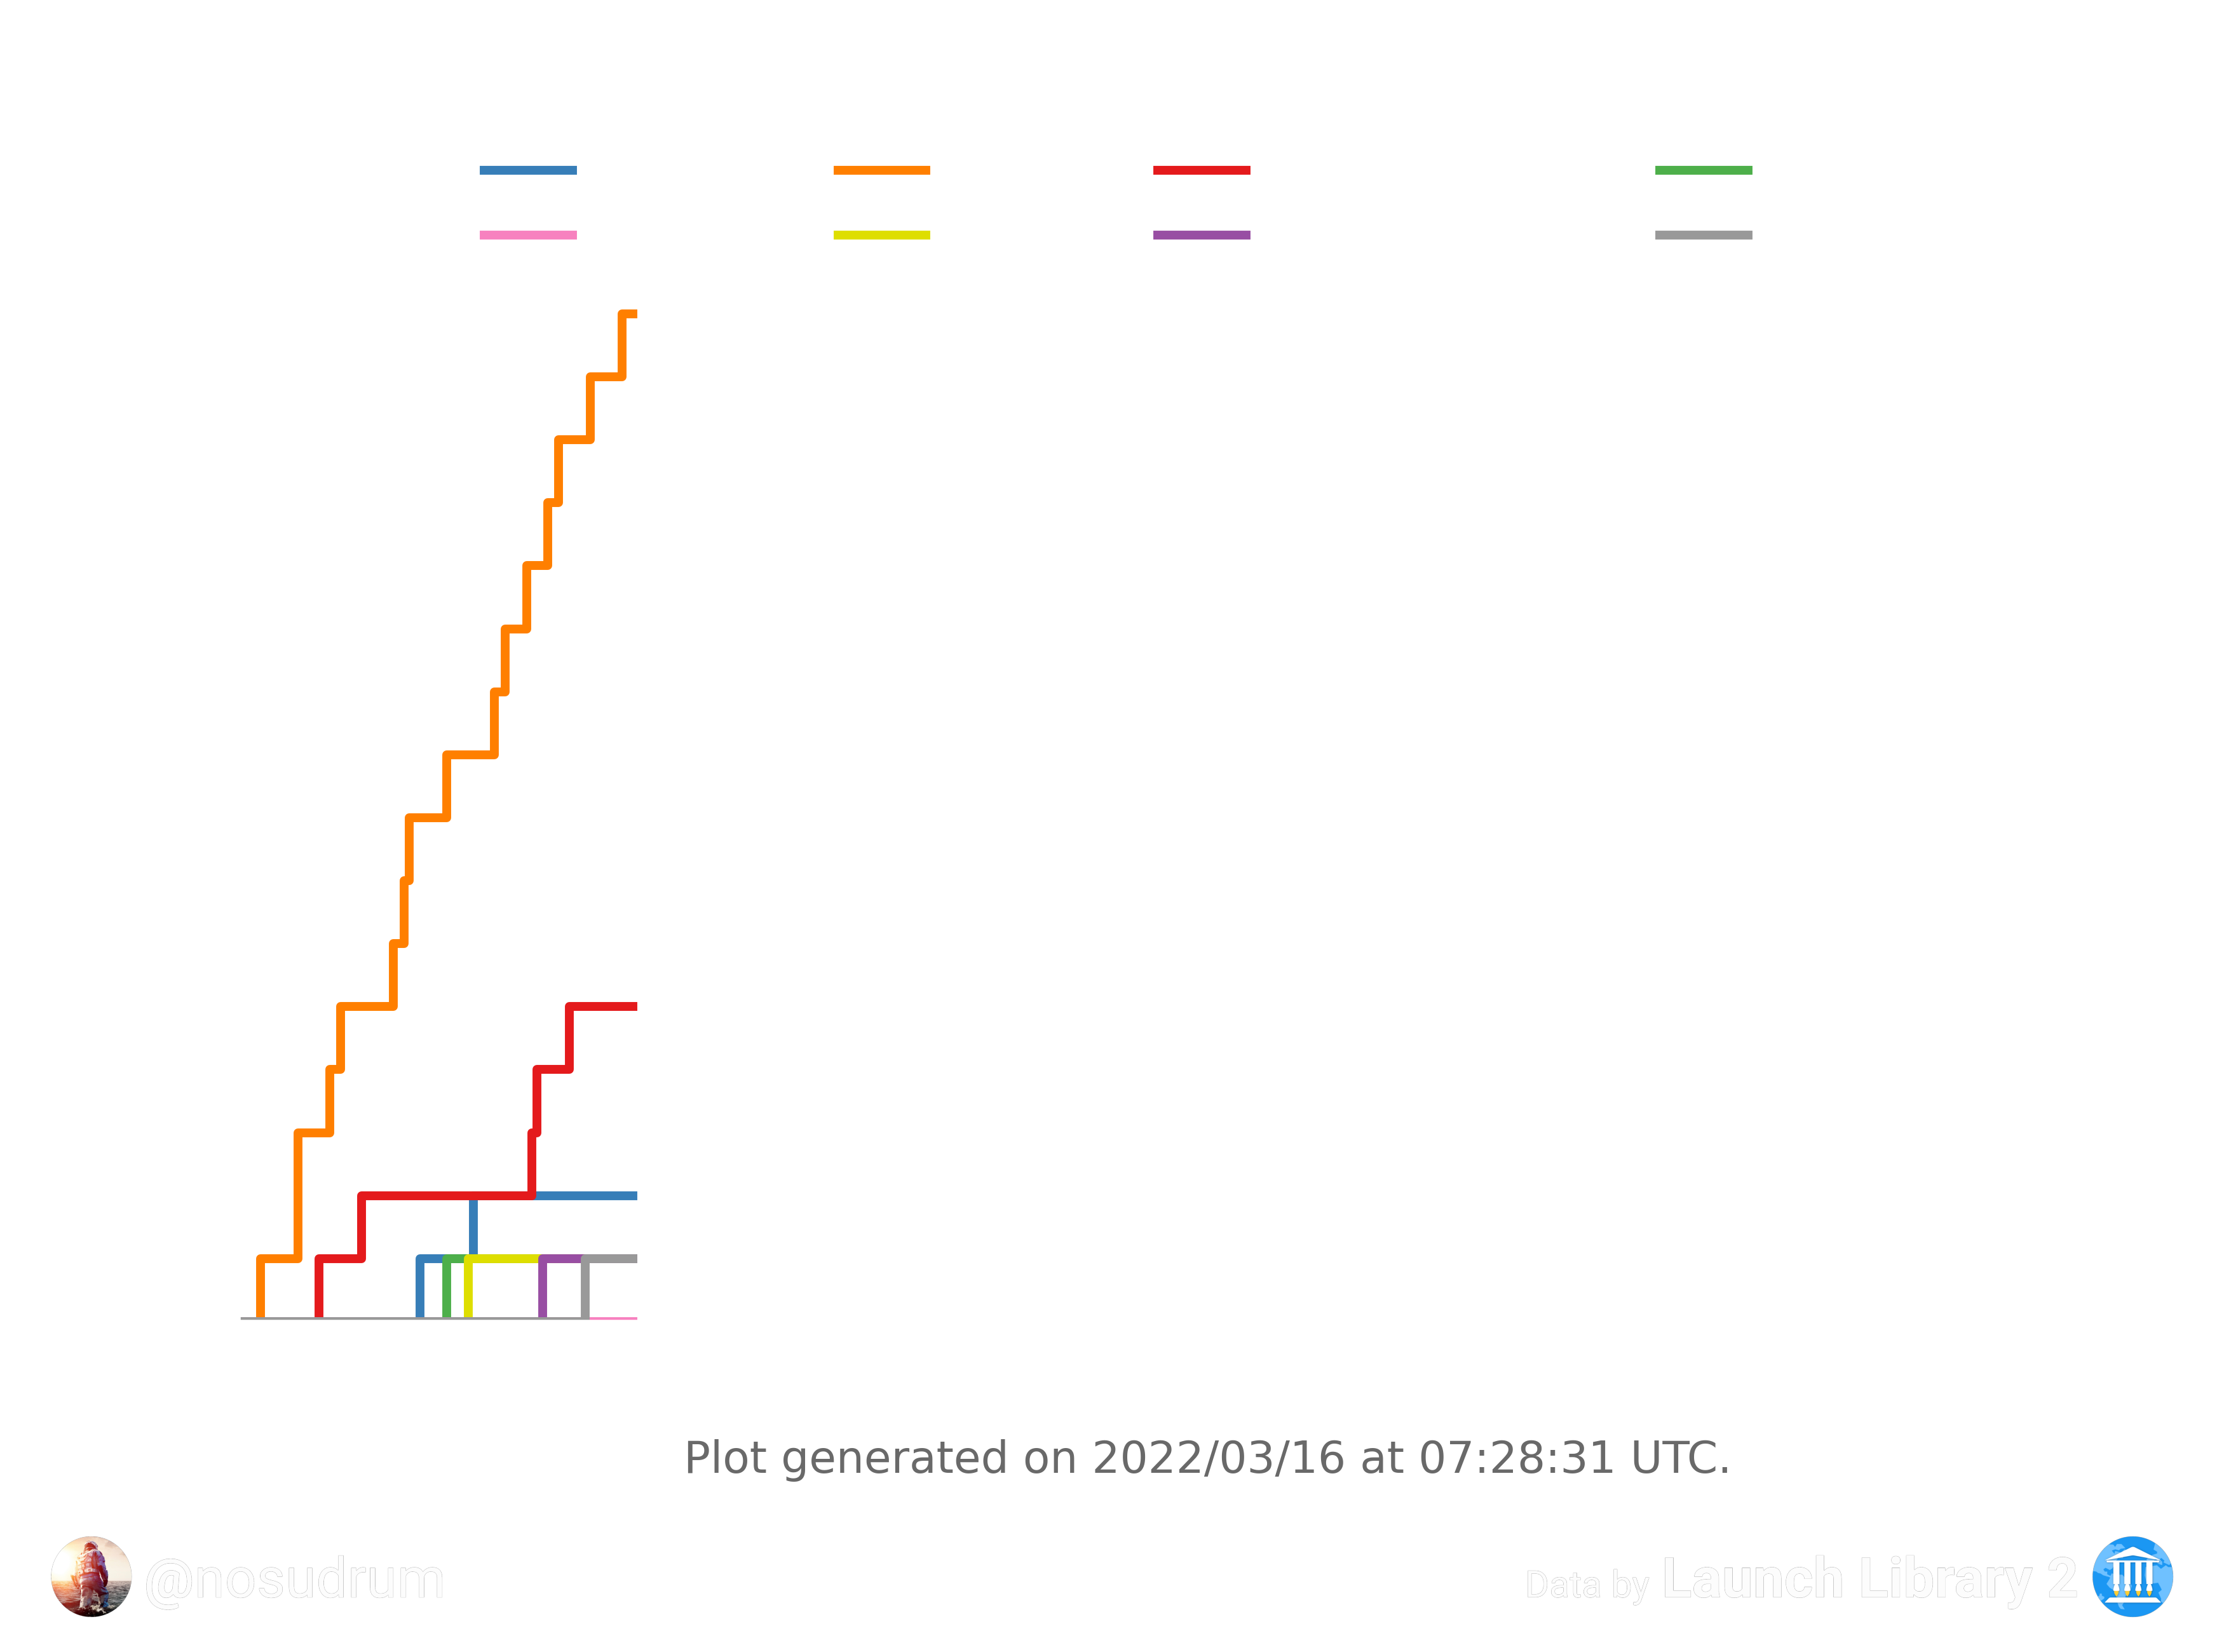 Plot generated on 2022/03/16 at 07:28:31 UTC.
@nosudrum
Data by Launch Library 2